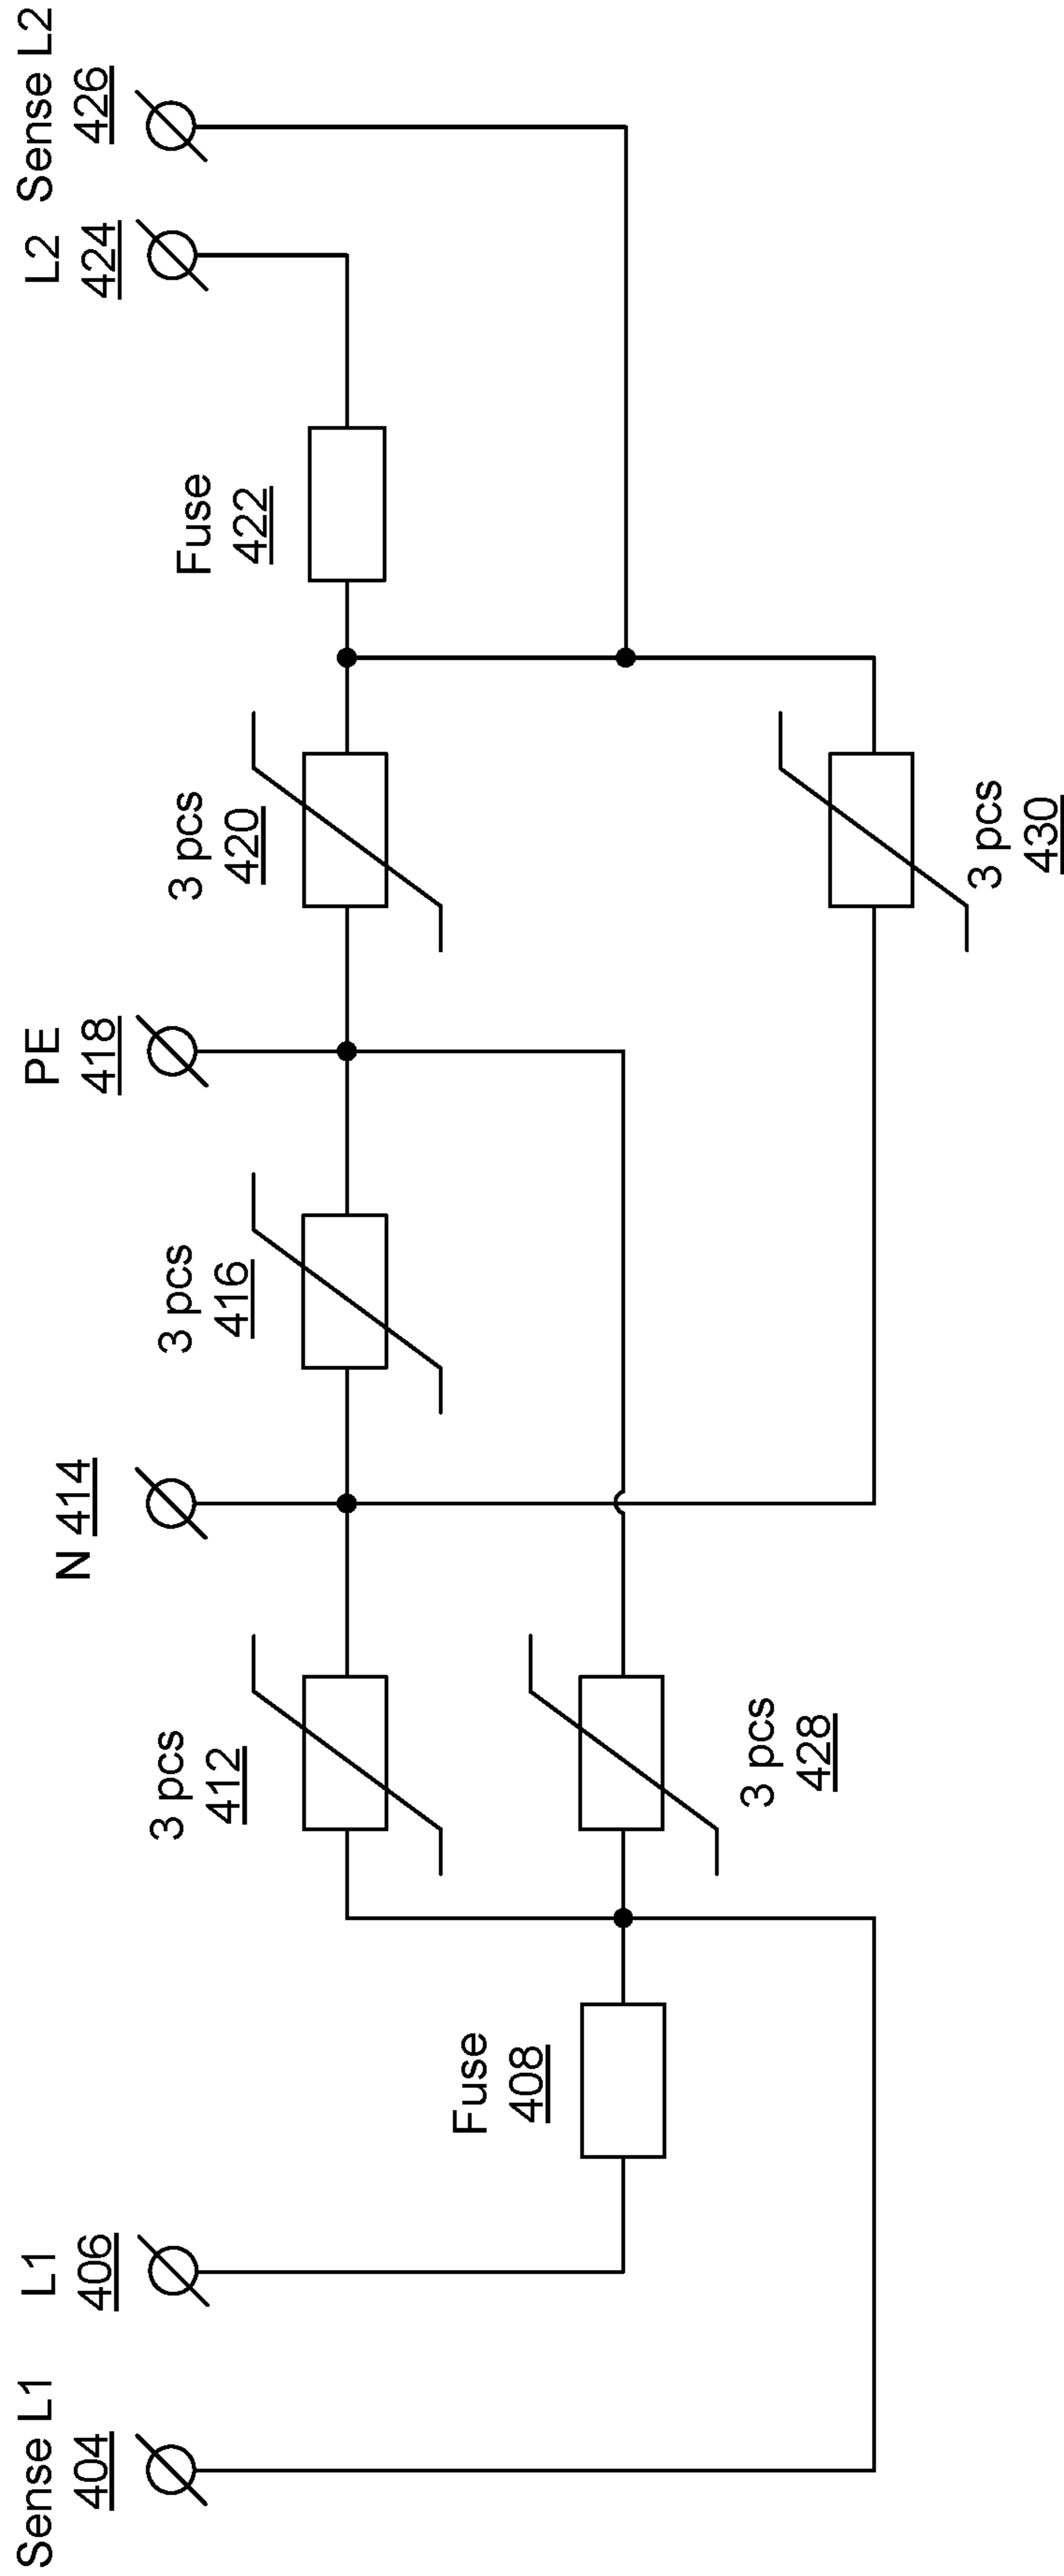 Sense L1
404
L1
406
Fuse
408
3 pcs
412
3 pcs
428
N 414
3 pcs
416
PE
418
3 pcs
420
3 pcs
430
Fuse
422
L2
424
Sense L2
426